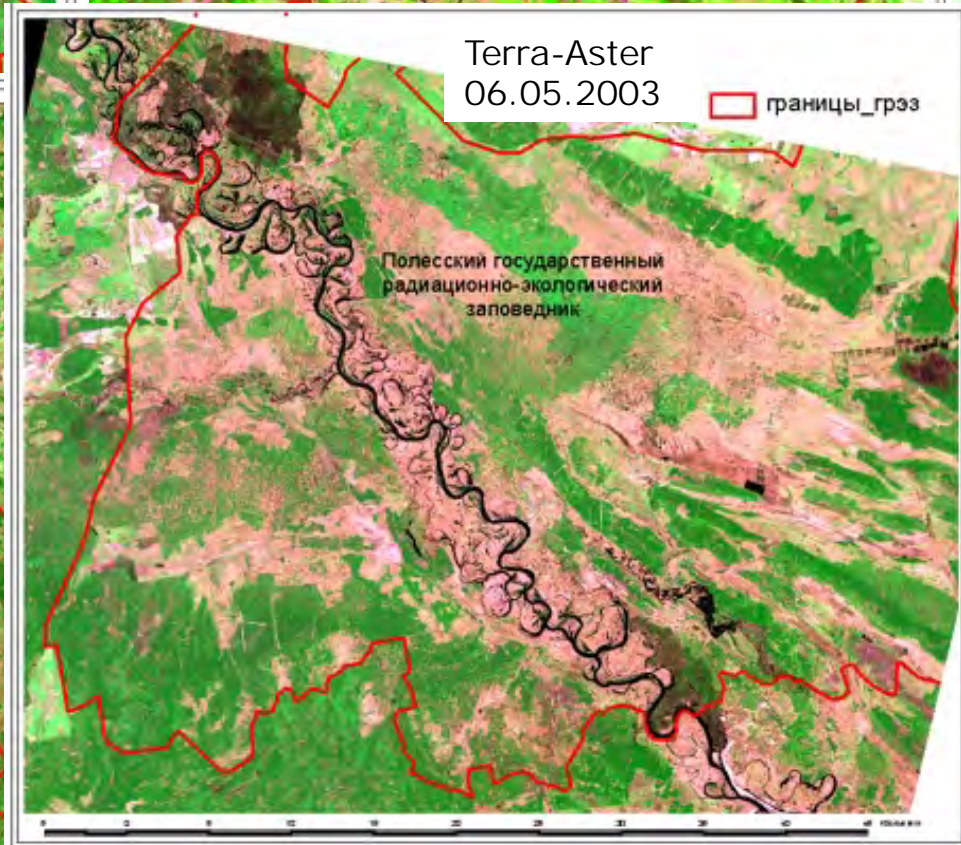 Terra-Aster
06.05.2003
границы_грэз
Полесский государственный
радиационно-экологический
заповедник